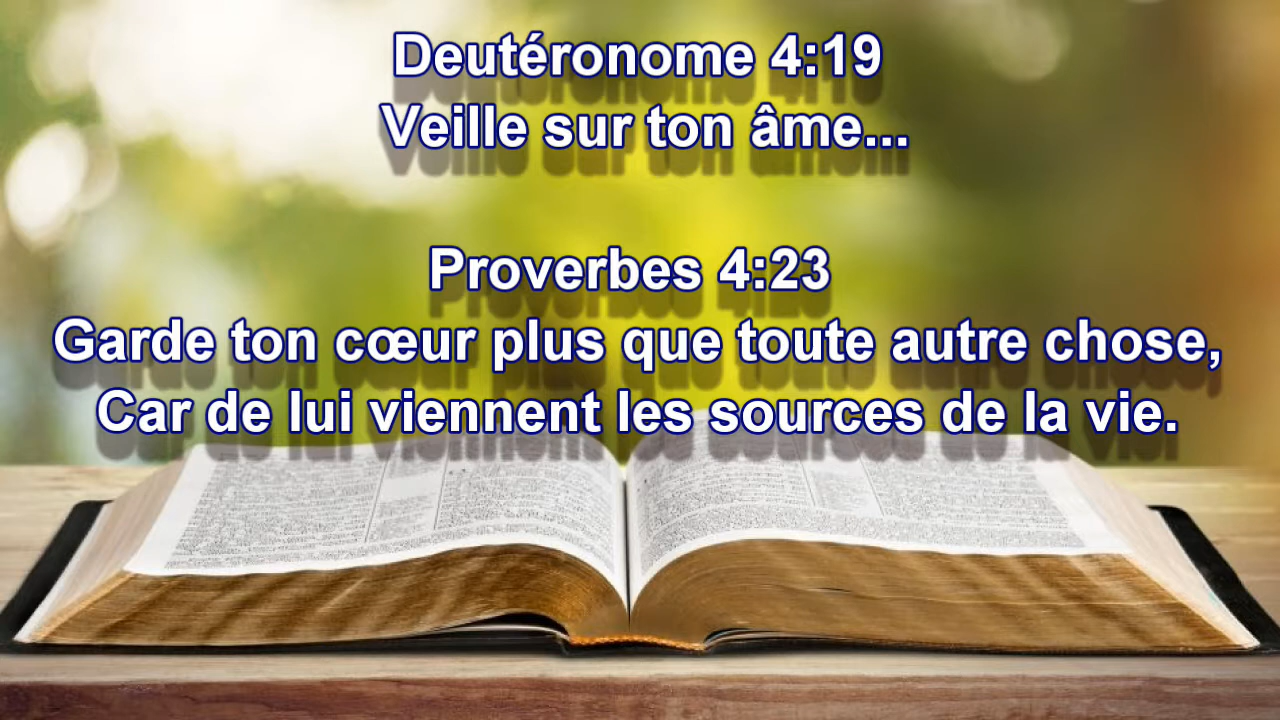 Deutéronome 4:19
Veille sur ton âme...
Proverbes 4:23
Garde ton cœur plus que toute autre chose,
Car de lui viennent les sources de la vie.